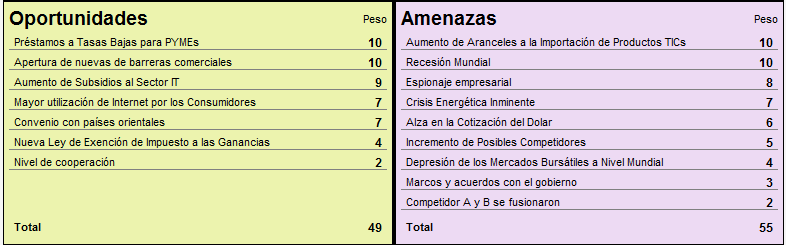 Oportunidades Peso
Préstamos a Tasas Bajas para PYMEs 10
Apertura de nuevas de barreras comerciales 10
Aumento de Subsidios al Sector IT 9
Mayor utilización de Internet por los Consumidores 7
Convenio con países orientales 7
Nueva Ley de Exención de Impuesto a las Ganancias 4
Nivel de cooperación 2
Total 49
Amenazas Peso
Aumento de Aranceles a la Importación de Productos TICs 10
Recesión Mundial 10
Espionaje empresarial 8
Crisis Energética Inminente 7
Alza en la Cotización del Dolar 6
Incremento de Posibles Competidores 5
Depresión de los Mercados Bursátiles a Nivel Mundial 4
Marcos y acuerdos con el gobierno 3
Competidor A y B se fusionaron 2
Total 55